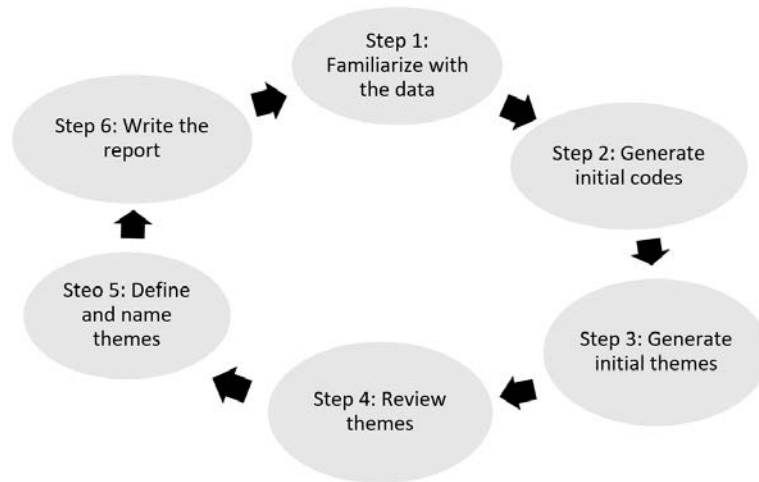 Step 1:
Familiarize with
the data
Step 2: Generate
initial codes
Step 3: Generate
initial themes
Step 4: Review
themes
Steo 5: Define
and name
themes
Step 6: Write the
report